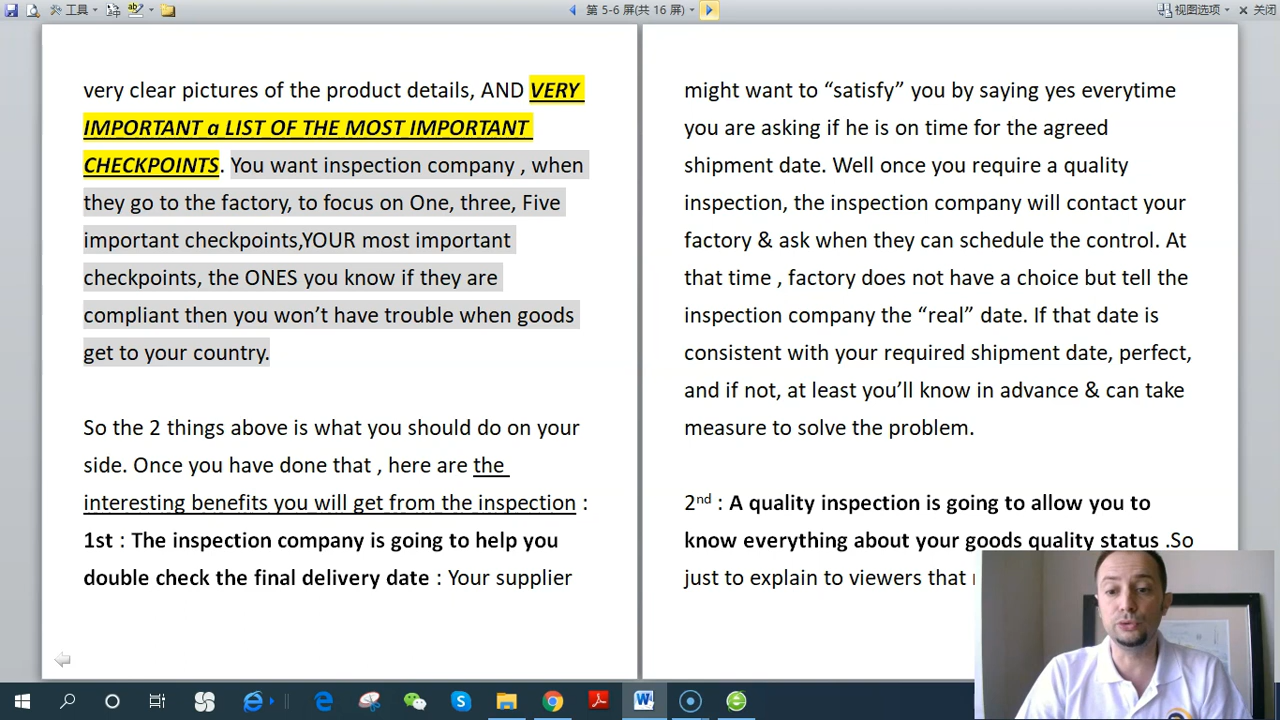 工具
第 5-6 屏(共 16 屏)
视图选项
关闭
very clear pictures of the product details, AND VERY
IMPORTANT a LIST OF THE MOST IMPORTANT
CHECKPOINTS. You want inspection company , when
they go to the factory, to focus on One, three, Five
important checkpoints,YOUR most important
checkpoints, the ONES you know if they are
compliant then you won’t have trouble when goods
get to your country.
So the 2 things above is what you should do on your
side. Once you have done that , here are the
interesting benefits you will get from the inspection :
1st : The inspection company is going to help you
double check the final delivery date : Your supplier
might want to “satisfy” you by saying yes everytime
you are asking if he is on time for the agreed
shipment date. Well once you require a quality
inspection, the inspection company will contact your
factory & ask when they can schedule the control. At
that time , factory does not have a choice but tell the
inspection company the “real” date. If that date is
consistent with your required shipment date, perfect,
and if not, at least you’ll know in advance & can take
measure to solve the problem.
2nd : A quality inspection is going to allow you to
know everything about your goods quality status .So
just to explain to viewers that